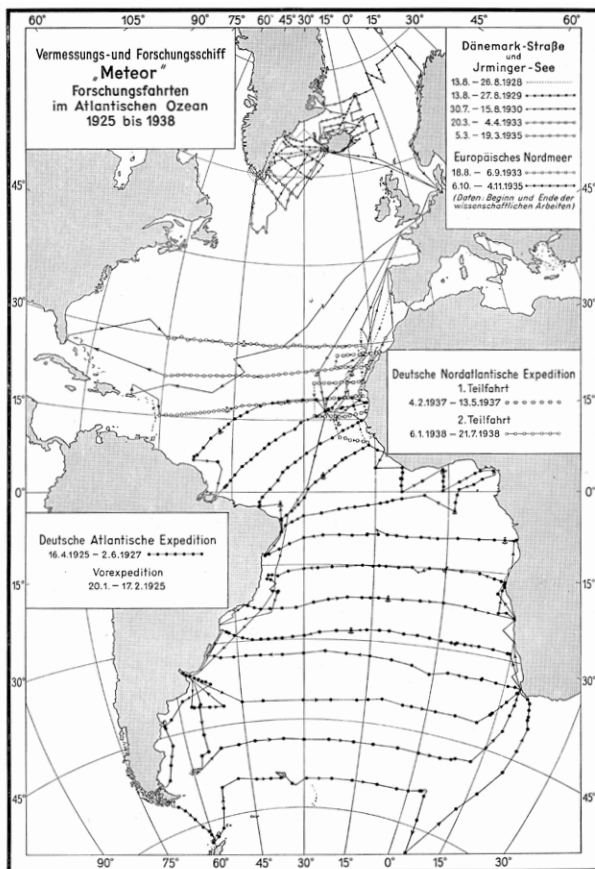 60° 90° 60° 45° 30° 15° 0° 15° 30° 45° 60°
Vermessungs- und Forschungsschiff
„Meteor"
Forschungsfahrten
im Atlantischen Ozean
1925 bis 1938
Dänemark-Straße
und
Jrminger-See
13.8. – 26.8.1928
13.8. – 27.8.1929
30.7. – 15.8.1930
20.3. – 4.4.1933
5.3. – 19.3.1935
Europäisches Nordmeer
18.8. – 6.9.1933
6.10. – 4.11.1935
(Daten: Beginn und Ende der
wissenschaftlichen Arbeiten)
45° 45°
30° 30°
Deutsche Nordatlantische Expedition
1. Teilfahrt
4.2.1937 – 13.5.1937
2. Teilfahrt
6.1.1938 – 21.7.1938
15° 15°
0° 0°
Deutsche Atlantische Expedition
16.4.1925 – 2.6.1927
Vorexpedition
20.1. – 17.2.1925
15° 15°
30° 30°
45° 45°
90° 75° 60° 45° 30° 15° 0° 15° 30°